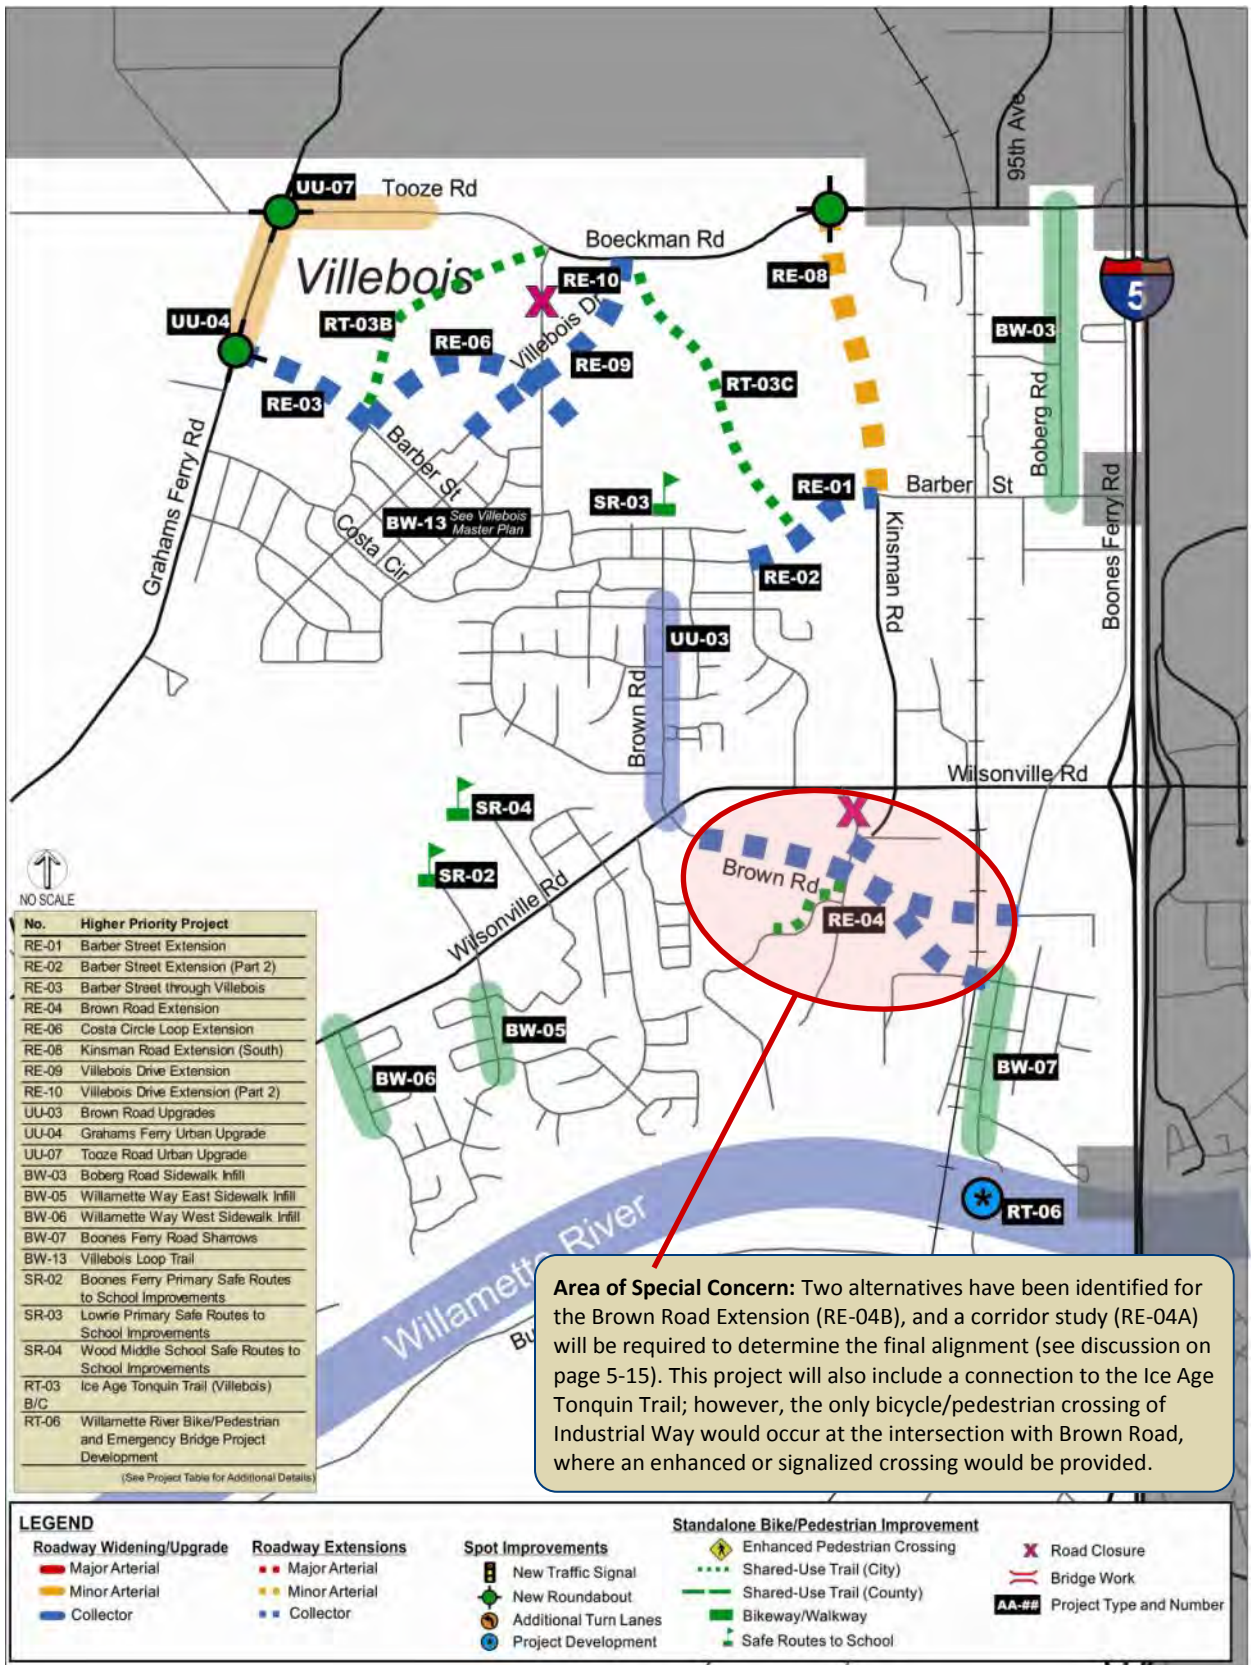 95th Ave
UU-07
Tooze Rd
Boeckman Rd
Villebois
RE-10
RE-08
5
UU-04
RT-03B
RE-06
Villebois Dr
RE-09
BW-03
RE-03
RT-03C
Boberg Rd
Grahams Ferry Rd
Barber St
SR-03
RE-01
Barber St
BW-13 See Villebois
Master Plan
Costa Cir
Kinsman Rd
Boones Ferry Rd
RE-02
UU-03
Brown Rd
Wilsonville Rd
SR-04
SR-02
Brown Rd
RE-04
Wilsonville Rd
NO SCALE
BW-05
BW-06
BW-07
RT-06
Willamette River
Bu
No. Higher Priority Project
RE-01 Barber Street Extension
RE-02 Barber Street Extension (Part 2)
RE-03 Barber Street through Villebois
RE-04 Brown Road Extension
RE-06 Costa Circle Loop Extension
RE-08 Kinsman Road Extension (South)
RE-09 Villebois Drive Extension
RE-10 Villebois Drive Extension (Part 2)
UU-03 Brown Road Upgrades
UU-04 Grahams Ferry Urban Upgrade
UU-07 Tooze Road Urban Upgrade
BW-03 Boberg Road Sidewalk Infill
BW-05 Willamette Way East Sidewalk Infill
BW-06 Willamette Way West Sidewalk Infill
BW-07 Boones Ferry Road Sharrows
BW-13 Villebois Loop Trail
SR-02 Boones Ferry Primary Safe Routes
to School Improvements
SR-03 Lowrie Primary Safe Routes to
School Improvements
SR-04 Wood Middle School Safe Routes to
School Improvements
RT-03 Ice Age Tonquin Trail (Villebois)
B/C
RT-06 Willamette River Bike/Pedestrian
and Emergency Bridge Project
Development
(See Project Table for Additional Details)
Area of Special Concern: Two alternatives have been identified for
the Brown Road Extension (RE-04B), and a corridor study (RE-04A)
will be required to determine the final alignment (see discussion on
page 5-15). This project will also include a connection to the Ice Age
Tonquin Trail; however, the only bicycle/pedestrian crossing of
Industrial Way would occur at the intersection with Brown Road,
where an enhanced or signalized crossing would be provided.
LEGEND
Roadway Widening/Upgrade
Major Arterial
Minor Arterial
Collector
Roadway Extensions
Major Arterial
Minor Arterial
Collector
Spot Improvements
New Traffic Signal
New Roundabout
Additional Turn Lanes
Project Development
Standalone Bike/Pedestrian Improvement
Enhanced Pedestrian Crossing
Shared-Use Trail (City)
Shared-Use Trail (County)
Bikeway/Walkway
Safe Routes to School
X Road Closure
Bridge Work
AA-## Project Type and Number